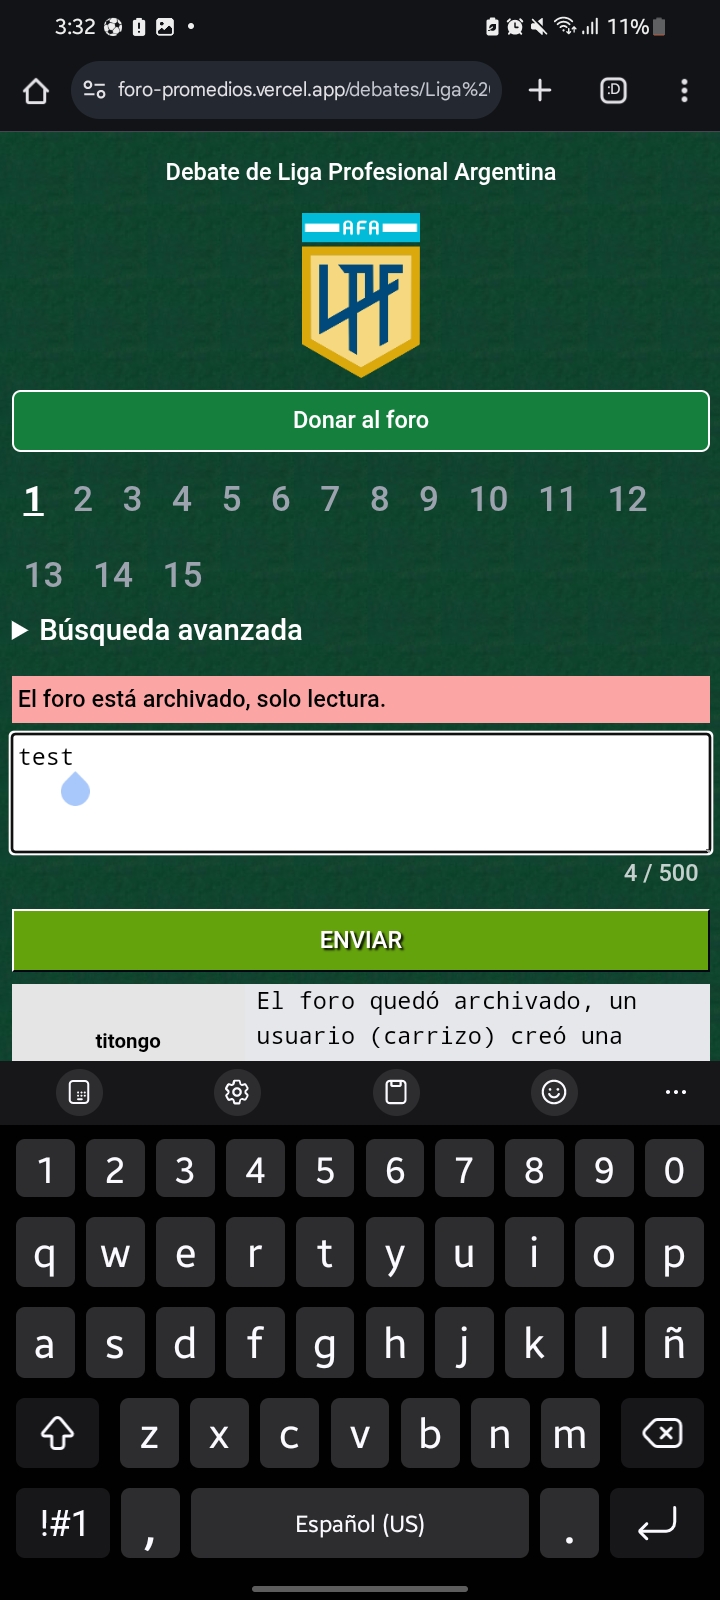 3:32
11%
foro-promedios.vercel.app/debates/Liga%20
:D
Debate de Liga Profesional Argentina
AFA
LPF
Donar al foro
1 2 3 4 5 6 7 8 9 10 11 12
13 14 15
Búsqueda avanzada
El foro está archivado, solo lectura.
test
4 / 500
ENVIAR
titongo
El foro quedó archivado, un
usuario (carrizo) creó una
1 2 3 4 5 6 7 8 9 0
q w e r t y u i o p
a s d f g h j k l ñ
z x c v b n m
!#1 , Español (US) .